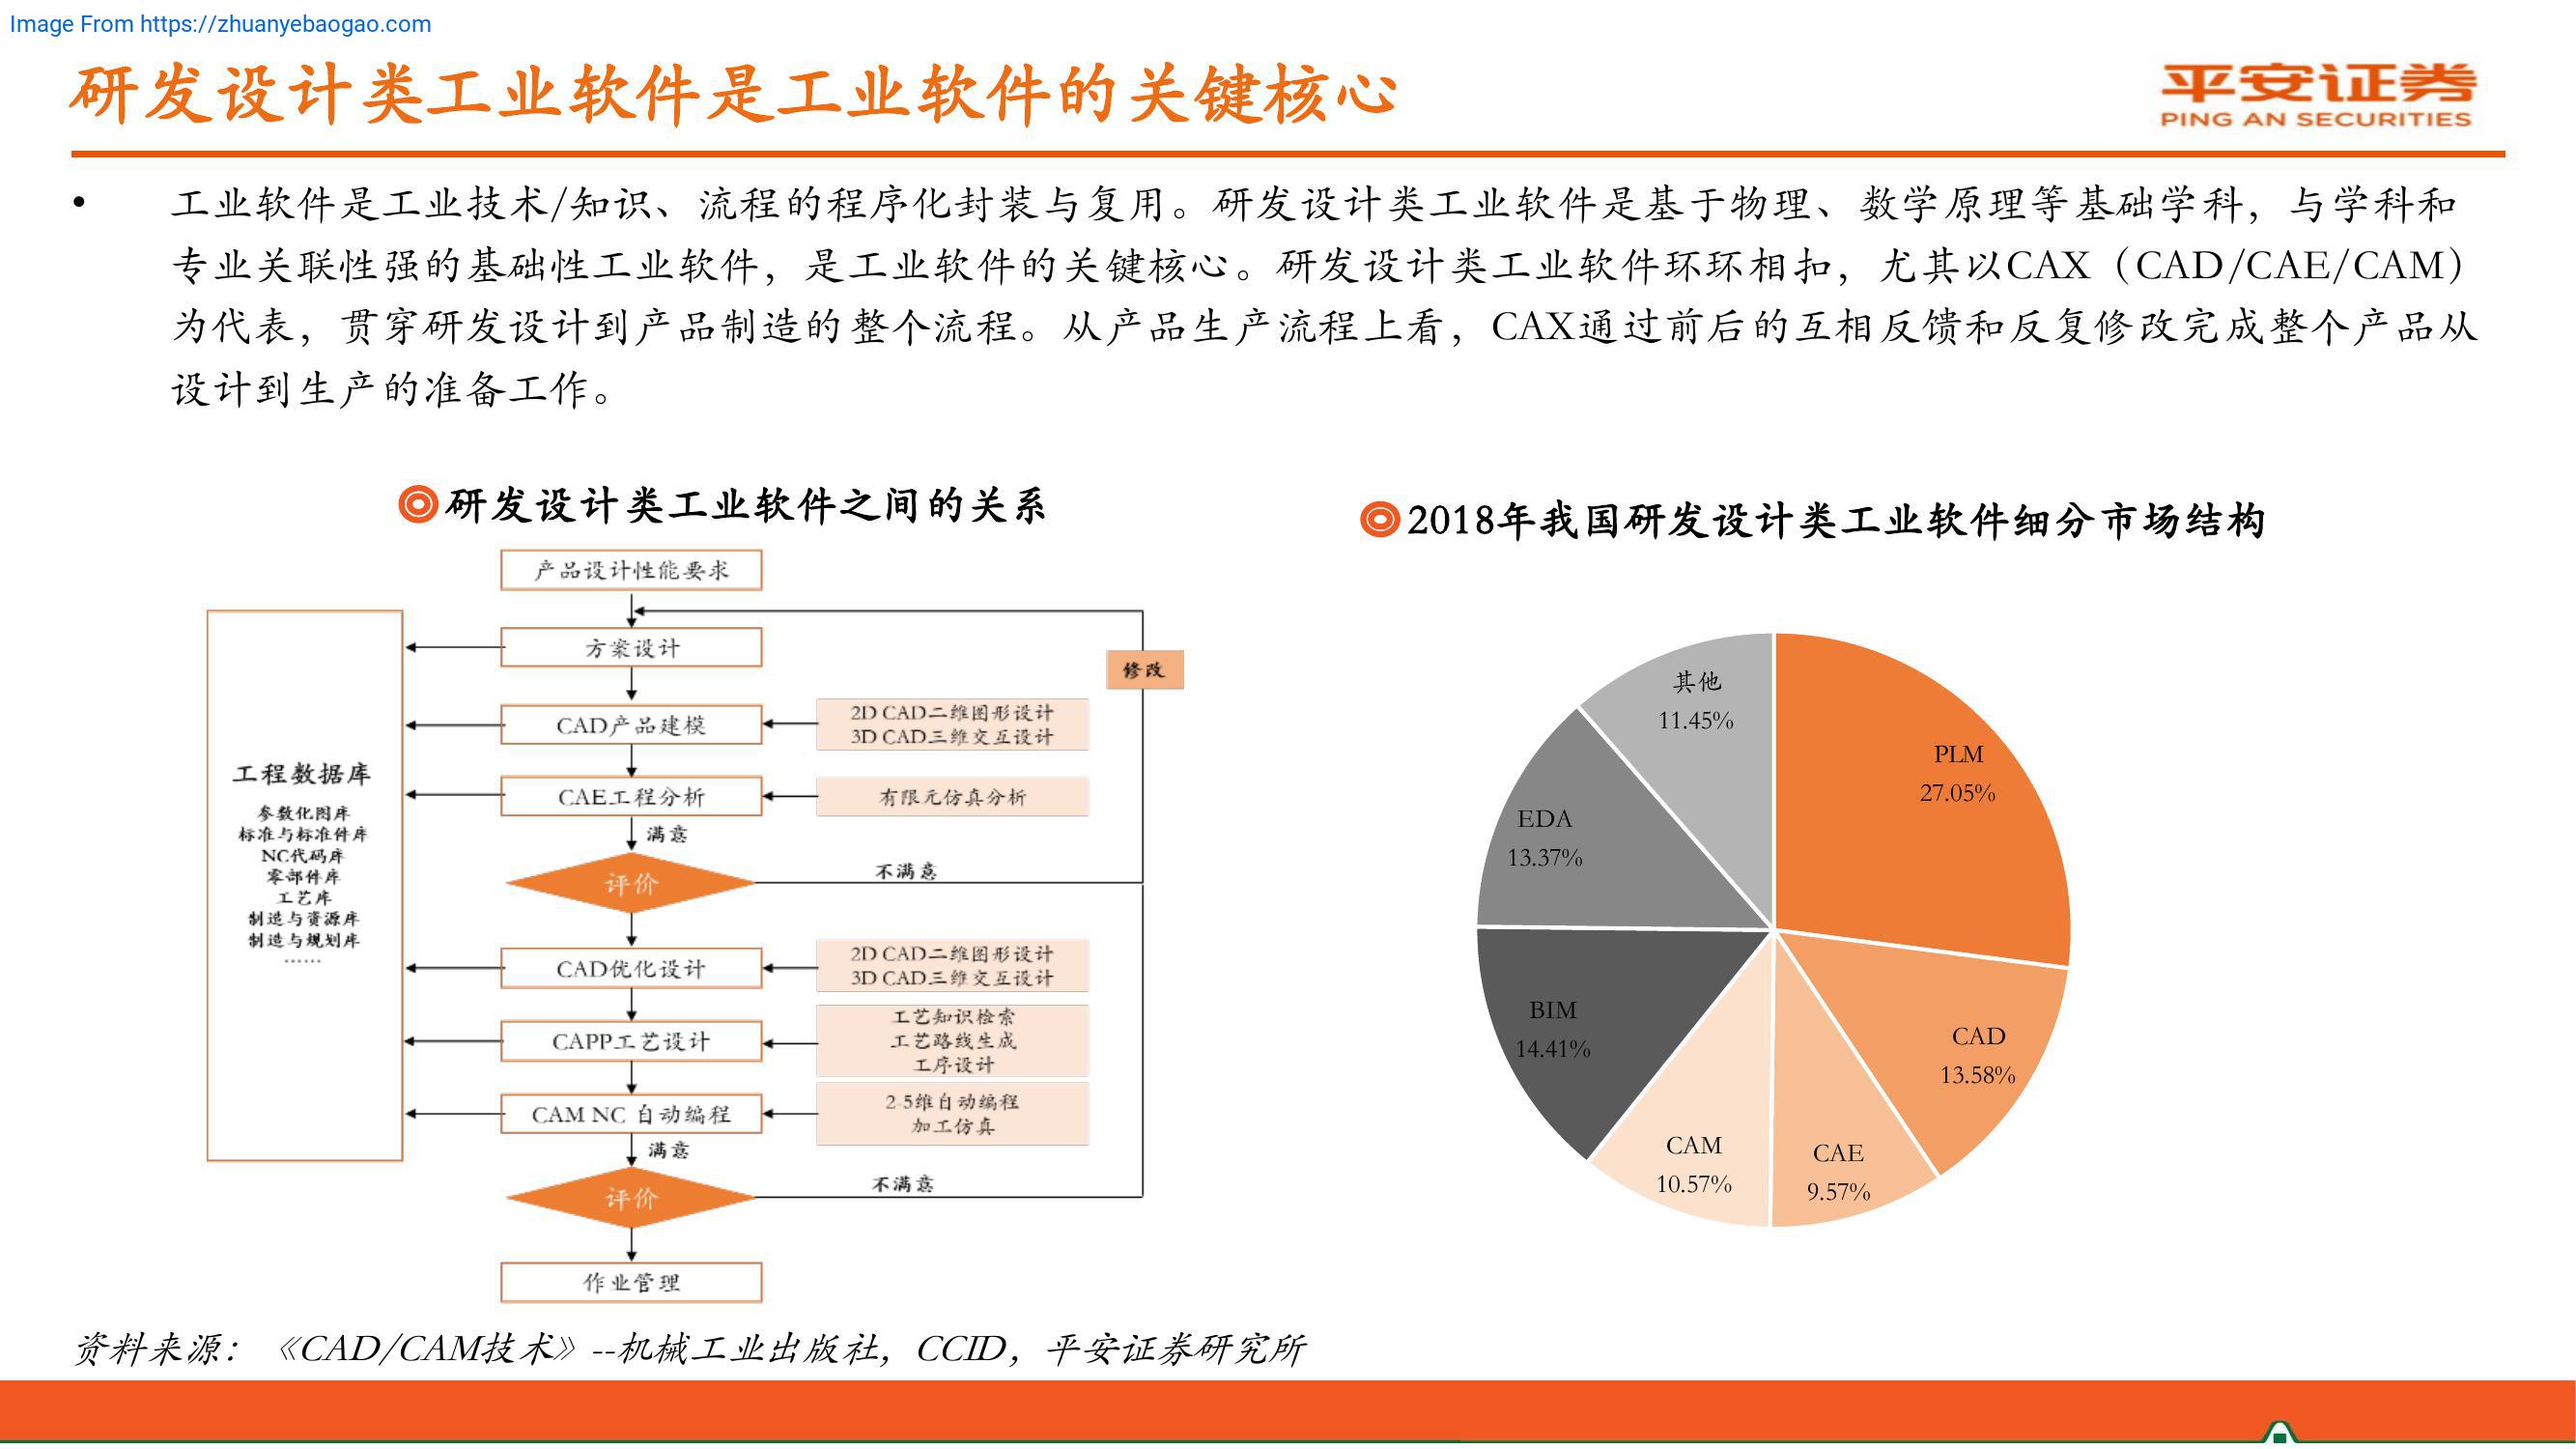 Image From https://zhuanyebaogao.com
研发设计类工业软件是工业软件的关键核心
平安证券
PING AN SECURITIES
• 工业软件是工业技术/知识、流程的程序化封装与复用。研发设计类工业软件是基于物理、数学原理等基础学科，与学科和
专业关联性强的基础性工业软件，是工业软件的关键核心。研发设计类工业软件环环相扣，尤其以CAX（CAD/CAE/CAM）
为代表，贯穿研发设计到产品制造的整个流程。从产品生产流程上看，CAX通过前后的互相反馈和反复修改完成整个产品从
设计到生产的准备工作。
研发设计类工业软件之间的关系
产品设计性能要求
方案设计
修改
CAD产品建模
2D CAD二维图形设计
3D CAD三维交互设计
CAE工程分析
有限元仿真分析
满意
评价
不满意
CAD优化设计
2D CAD二维图形设计
3D CAD三维交互设计
CAPP工艺设计
工艺知识检索
工艺路线生成
工序设计
CAM NC 自动编程
2-5维自动编程
加工仿真
满意
评价
不满意
作业管理
工程数据库
参数化图库
标准与标准件库
NC代码库
零部件库
工艺库
制造与资源库
制造与规划库
……
2018年我国研发设计类工业软件细分市场结构
其他
11.45%
PLM
27.05%
EDA
13.37%
BIM
14.41%
CAD
13.58%
CAM
10.57%
CAE
9.57%
资料来源：《CAD/CAM技术》--机械工业出版社，CCID，平安证券研究所